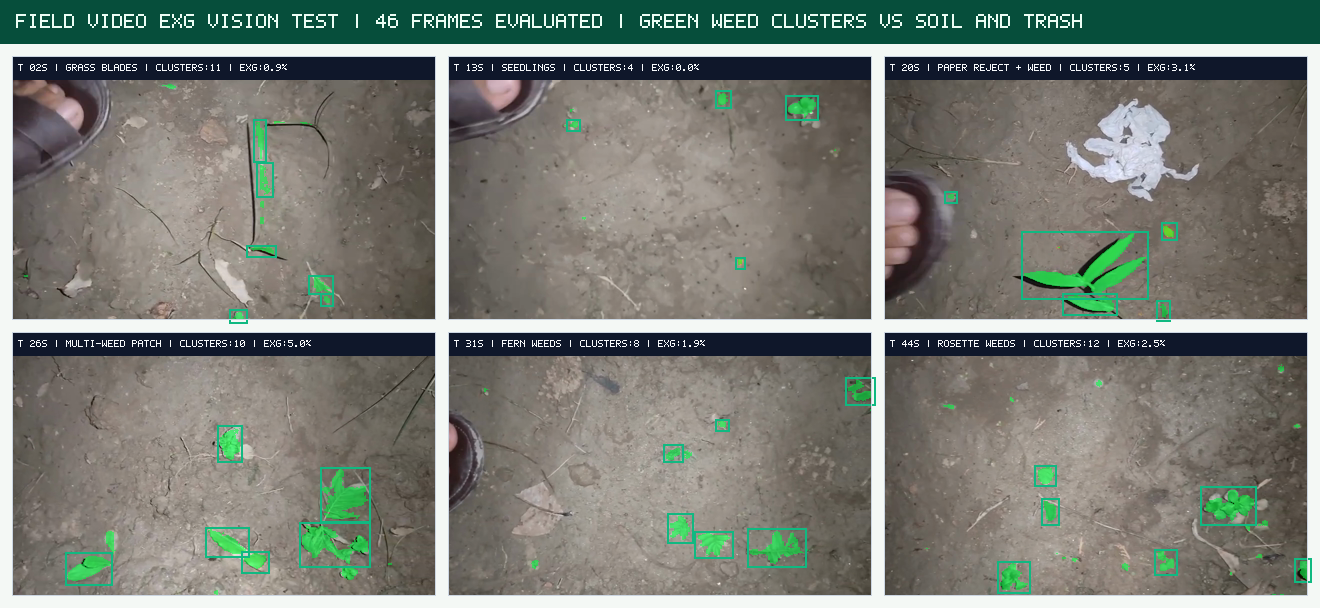 FIELD VIDEO EXG VISION TEST | 46 FRAMES EVALUATED | GREEN WEED CLUSTERS VS SOIL AND TRASH
T 02S | GRASS BLADES | CLUSTERS:11 | EXG:0.9%
T 13S | SEEDLINGS | CLUSTERS:4 | EXG:0.0%
T 20S | PAPER REJECT + WEED | CLUSTERS:5 | EXG:3.1%
T 26S | MULTI-WEED PATCH | CLUSTERS:10 | EXG:5.0%
T 31S | FERN WEEDS | CLUSTERS:8 | EXG:1.9%
T 44S | ROSETTE WEEDS | CLUSTERS:12 | EXG:2.5%